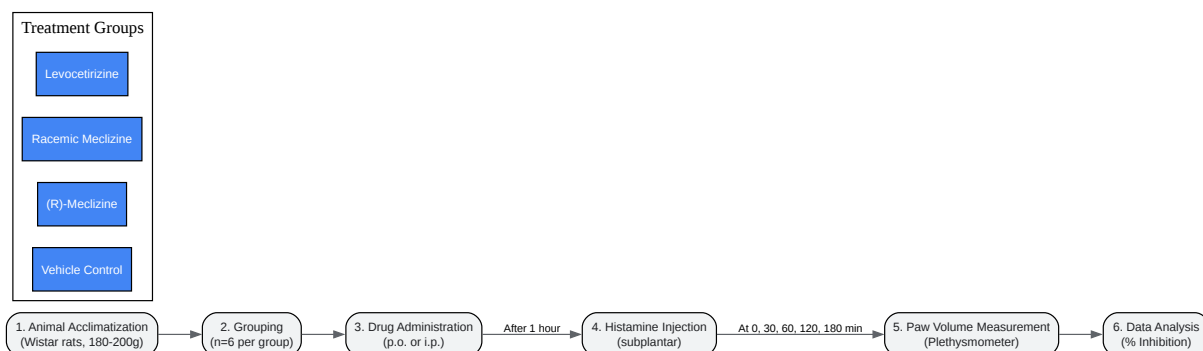 Treatment Groups
Levocetirizine
Racemic Meclizine
(R)-Meclizine
Vehicle Control
1. Animal Acclimatization
(Wistar rats, 180-200g)
2. Grouping
(n=6 per group)
3. Drug Administration
(p.o. or i.p.)
After 1 hour
4. Histamine Injection
(subplantar)
At 0, 30, 60, 120, 180 min
5. Paw Volume Measurement
(Plethysmometer)
6. Data Analysis
(% Inhibition)